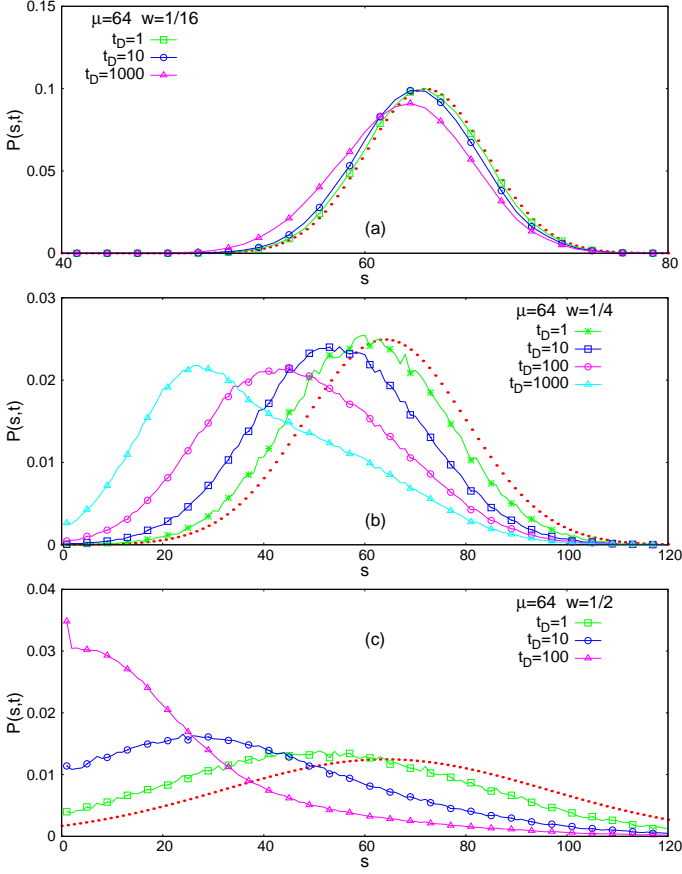 μ=64 w=1/16
t_D=1
t_D=10
t_D=1000
0.15
0.1
0.05
0
P(s,t)
(a)
40 60 80
s
μ=64 w=1/4
t_D=1
t_D=10
t_D=100
t_D=1000
0.03
0.02
0.01
0
P(s,t)
(b)
0 20 40 60 80 100 120
s
μ=64 w=1/2
t_D=1
t_D=10
t_D=100
0.04
0.03
0.02
0.01
0
P(s,t)
(c)
0 20 40 60 80 100 120
s